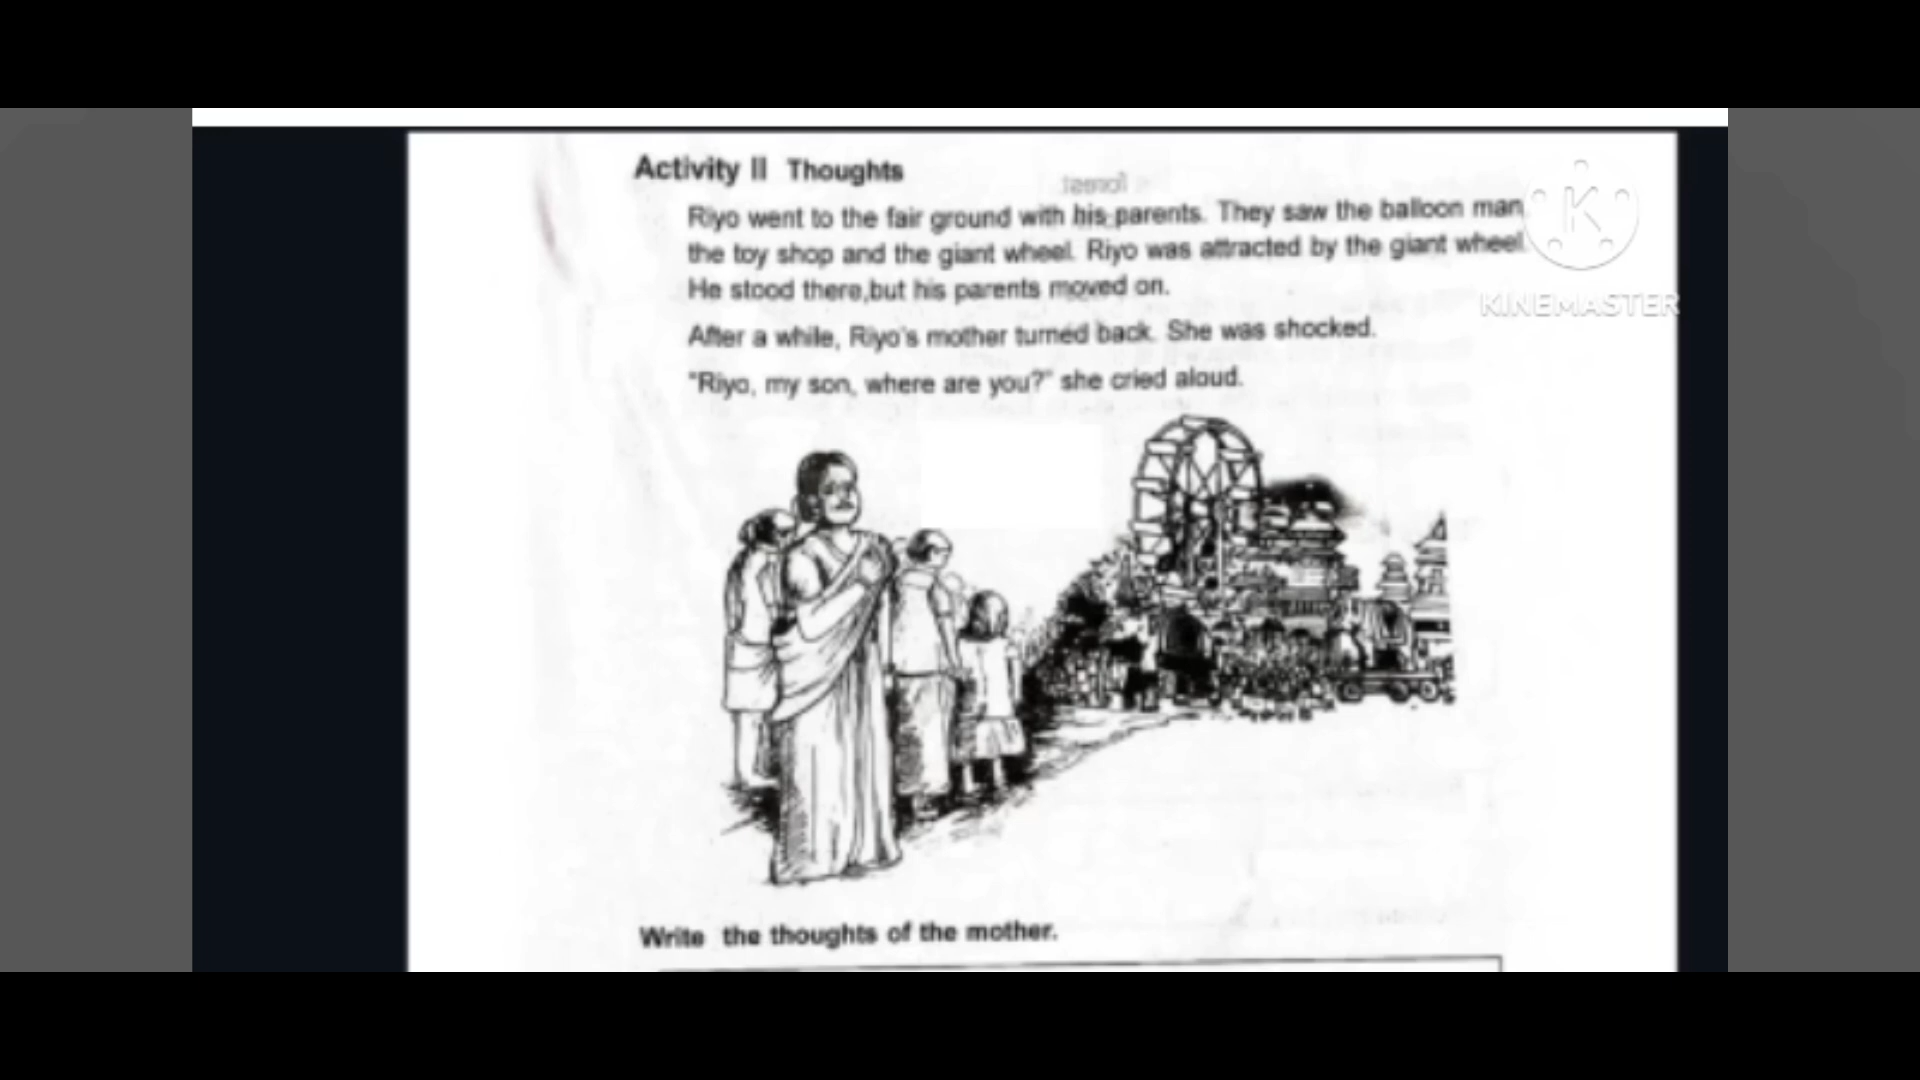 Activity II Thoughts
Riyo went to the fair ground with his parents. They saw the balloon man
the toy shop and the giant wheel. Riyo was attracted by the giant wheel.
He stood there,but his parents moved on.
After a while, Riyo's mother turned back. She was shocked.
"Riyo, my son, where are you?" she cried aloud.
K
KINEMASTER
Write the thoughts of the mother.